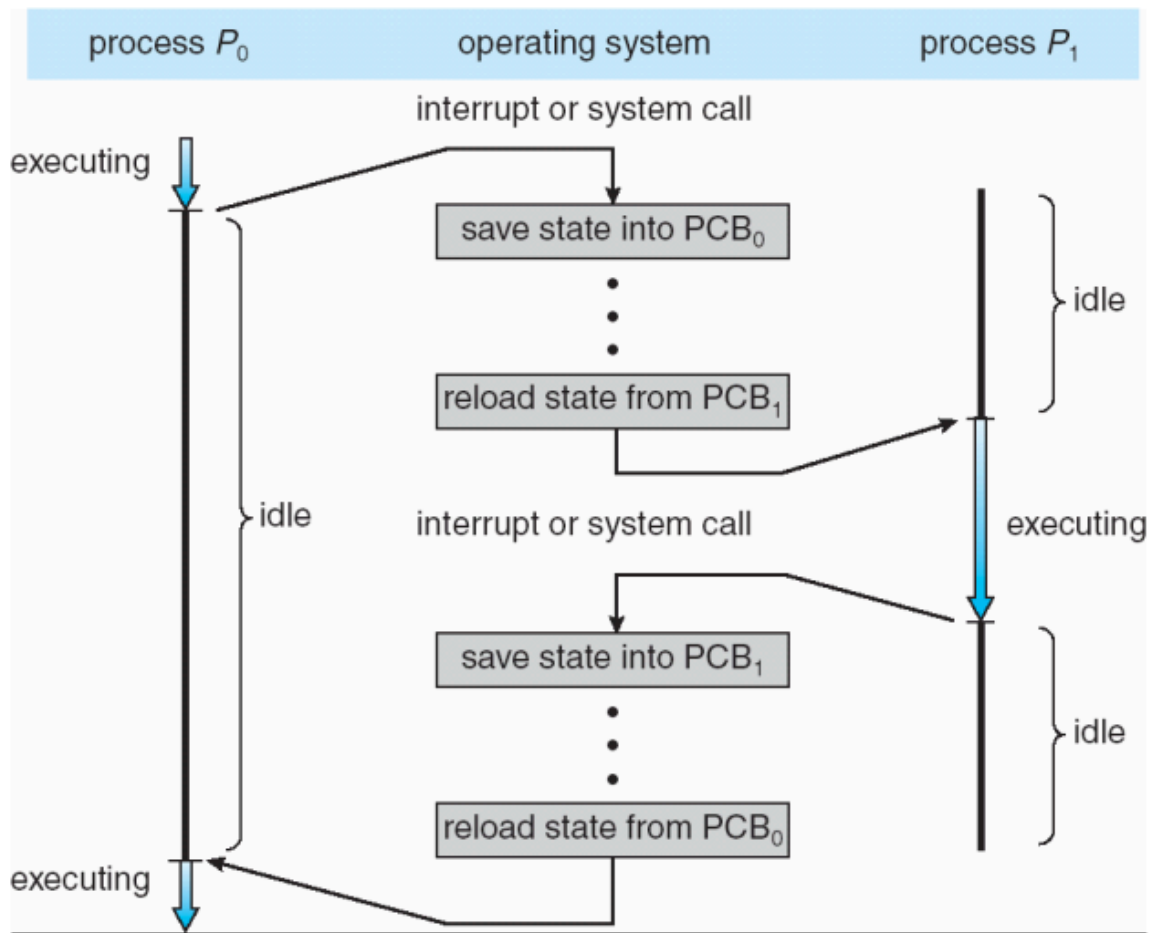 process P₀ operating system process P₁
interrupt or system call
executing
save state into PCB₀
idle
reload state from PCB₁
idle
interrupt or system call
executing
save state into PCB₁
idle
reload state from PCB₀
executing